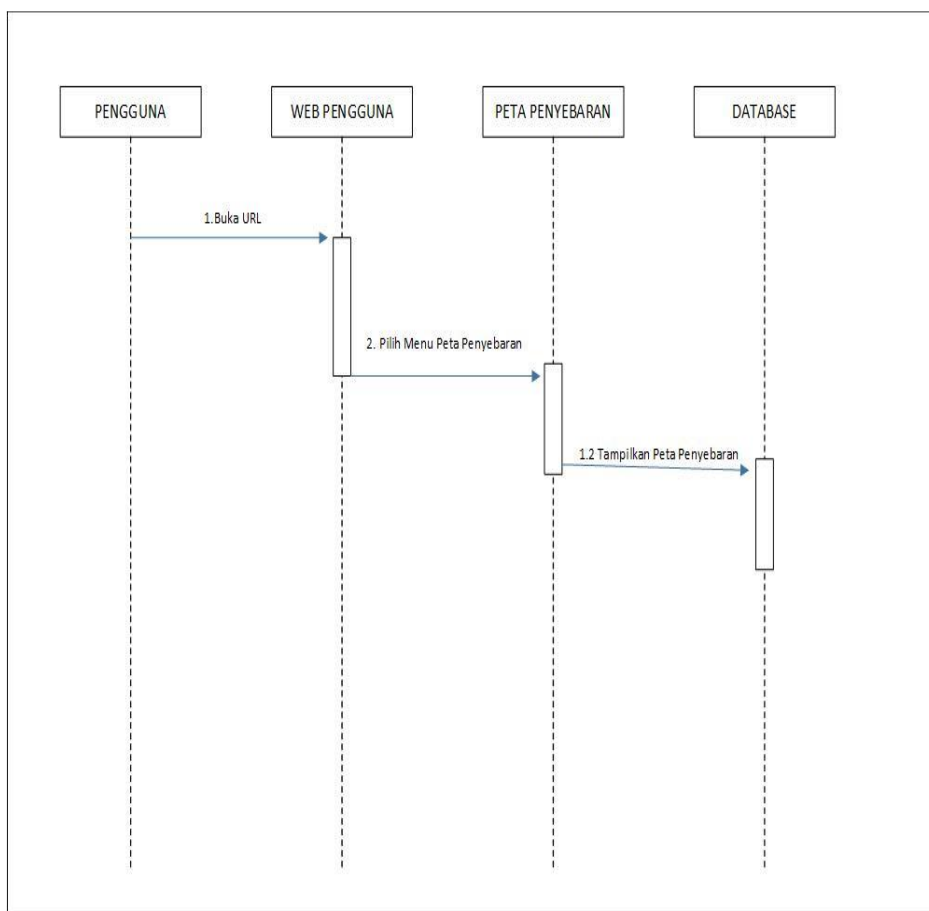 PENGGUNA
WEB PENGGUNA
PETA PENYEBARAN
DATABASE
1.Buka URL
2. Pilih Menu Peta Penyebaran
1.2 Tampilkan Peta Penyebaran